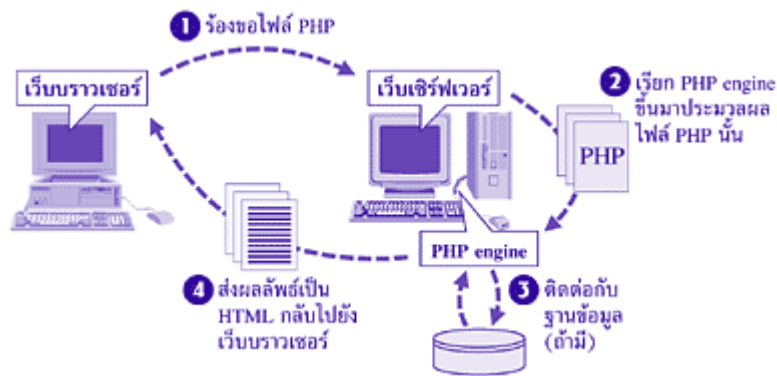 1 ร้องขอไฟล์ PHP
เว็บบราวเซอร์
เว็บเซิร์ฟเวอร์
2 เรียก PHP engine
ขึ้นมาประมวลผล
ไฟล์ PHP นั้น
PHP
PHP engine
3 ติดต่อกับ
ฐานข้อมูล
(ถ้ามี)
4 ส่งผลลัพธ์เป็น
HTML กลับไปยัง
เว็บบราวเซอร์